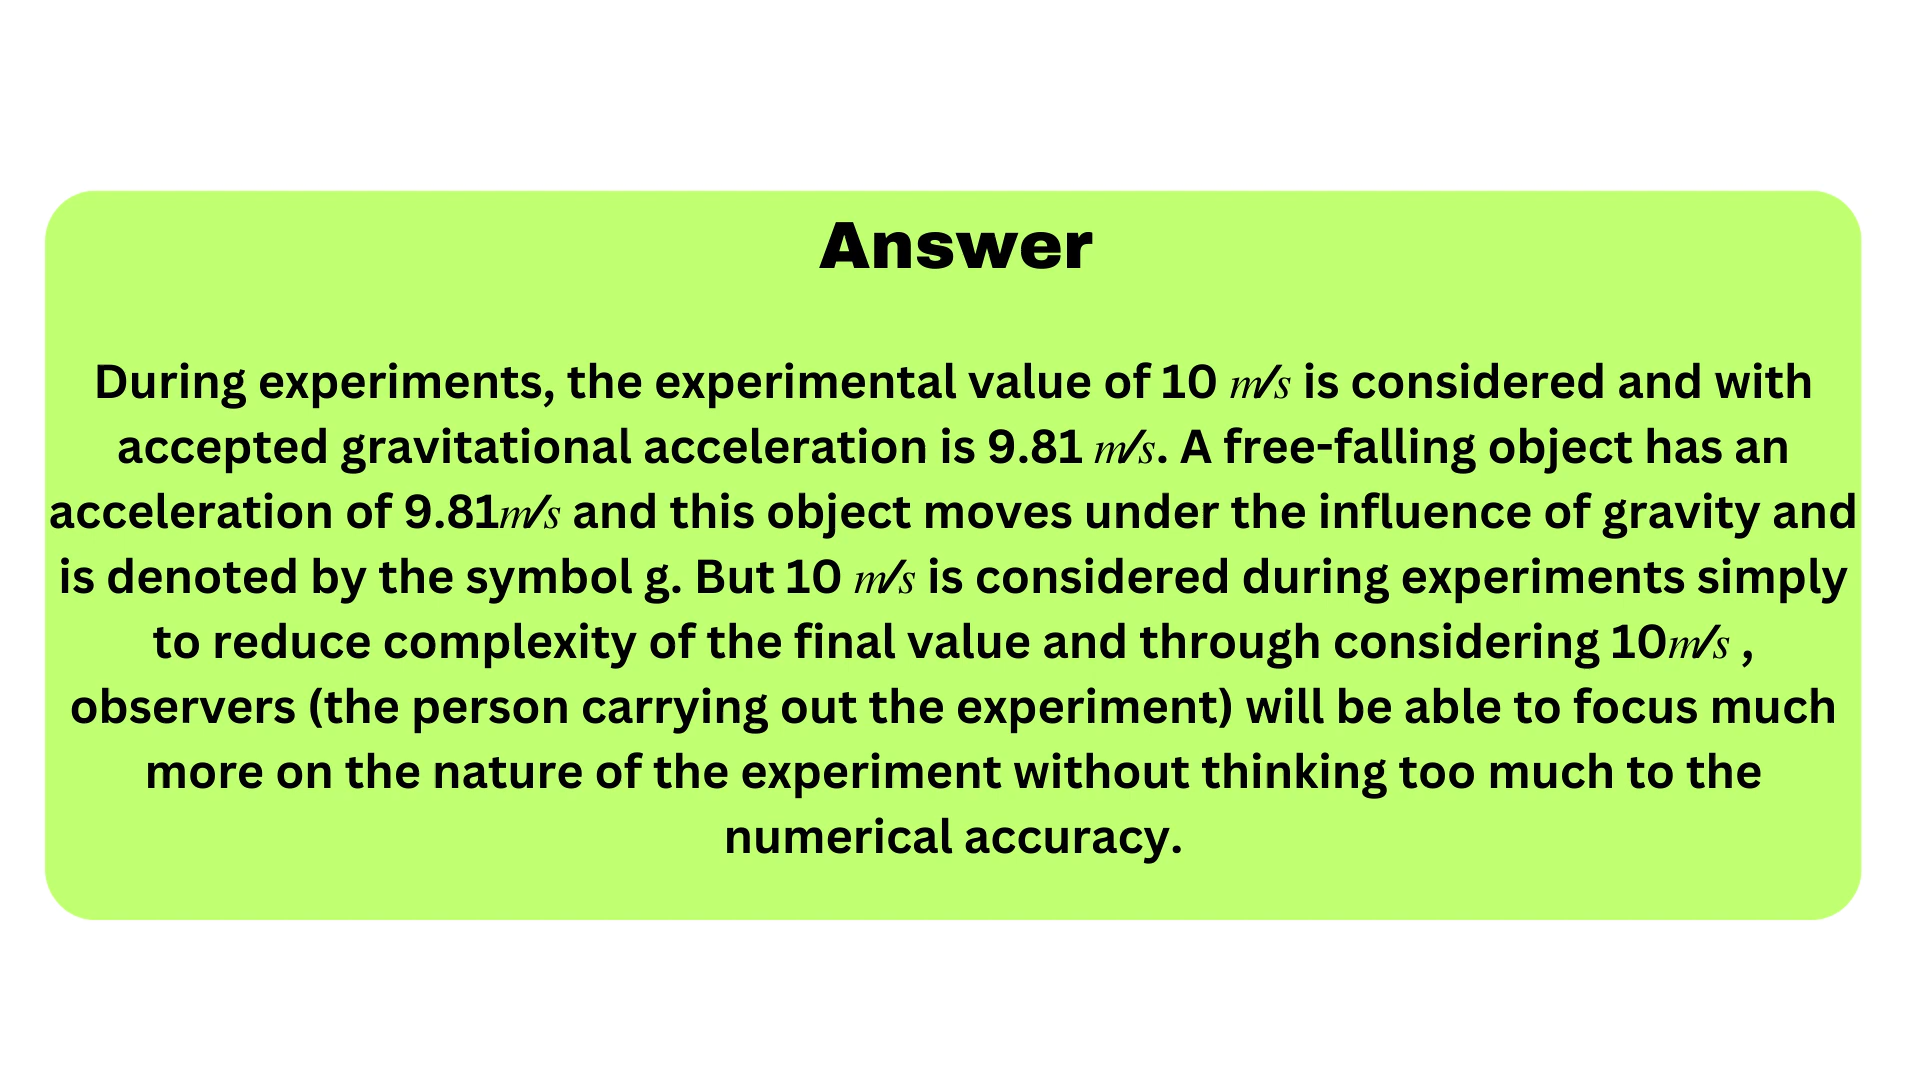 Answer
During experiments, the experimental value of 10 m/s is considered and with
accepted gravitational acceleration is 9.81 m/s. A free-falling object has an
acceleration of 9.81m/s and this object moves under the influence of gravity and
is denoted by the symbol g. But 10 m/s is considered during experiments simply
to reduce complexity of the final value and through considering 10m/s ,
observers (the person carrying out the experiment) will be able to focus much
more on the nature of the experiment without thinking too much to the
numerical accuracy.